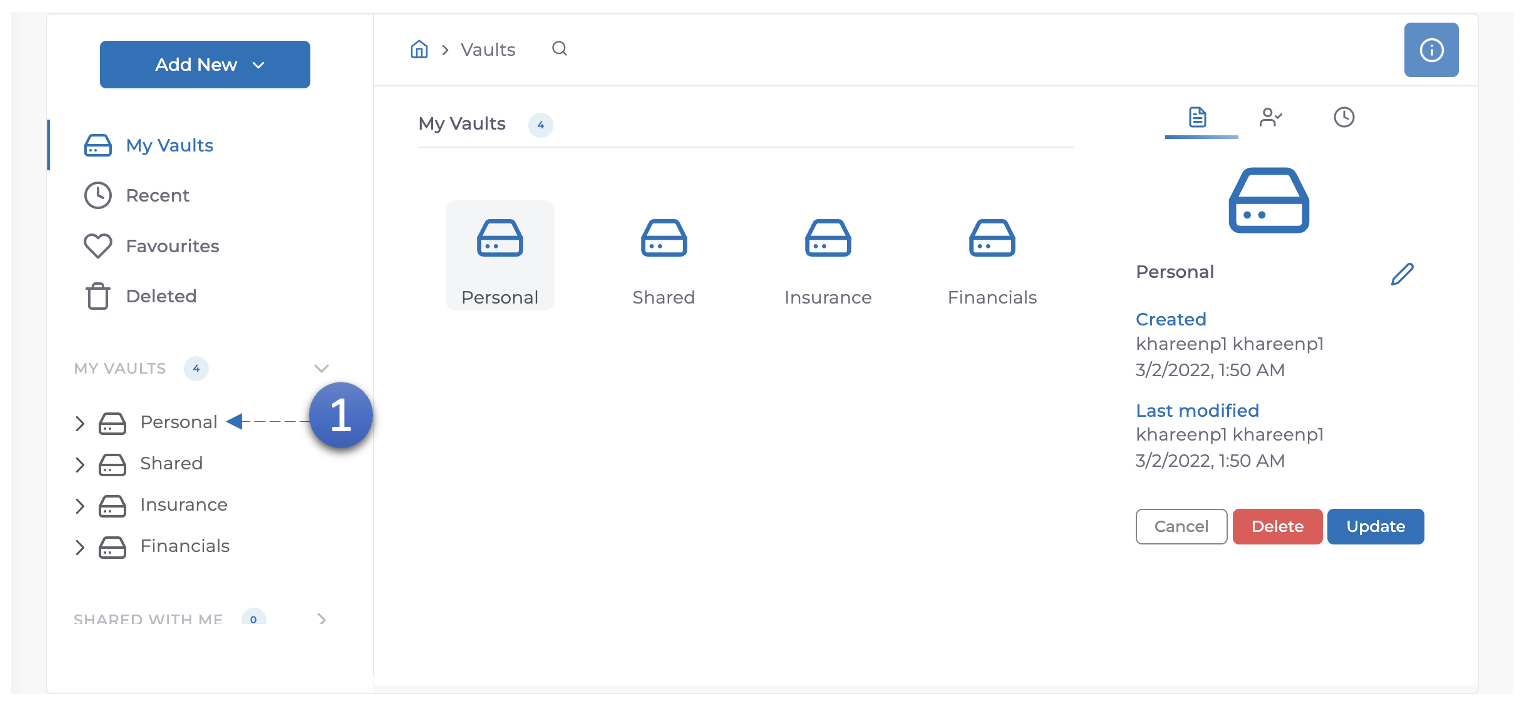 Add New
My Vaults
Recent
Favourites
Deleted
MY VAULTS 4
Personal
1
Shared
Insurance
Financials
SHARED WITH ME 0
Vaults
My Vaults 4
Personal
Shared
Insurance
Financials
Personal
Created
khareenp1 khareenp1
3/2/2022, 1:50 AM
Last modified
khareenp1 khareenp1
3/2/2022, 1:50 AM
Cancel
Delete
Update